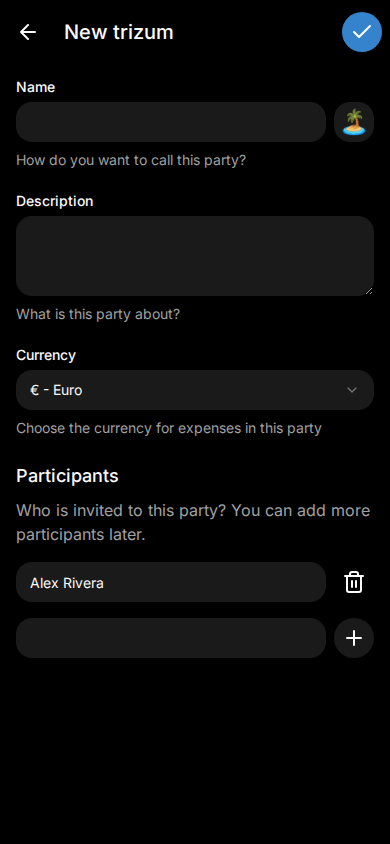 New trizum
Name
How do you want to call this party?
Description
What is this party about?
Currency
€ - Euro
Choose the currency for expenses in this party
Participants
Who is invited to this party? You can add more
participants later.
Alex Rivera